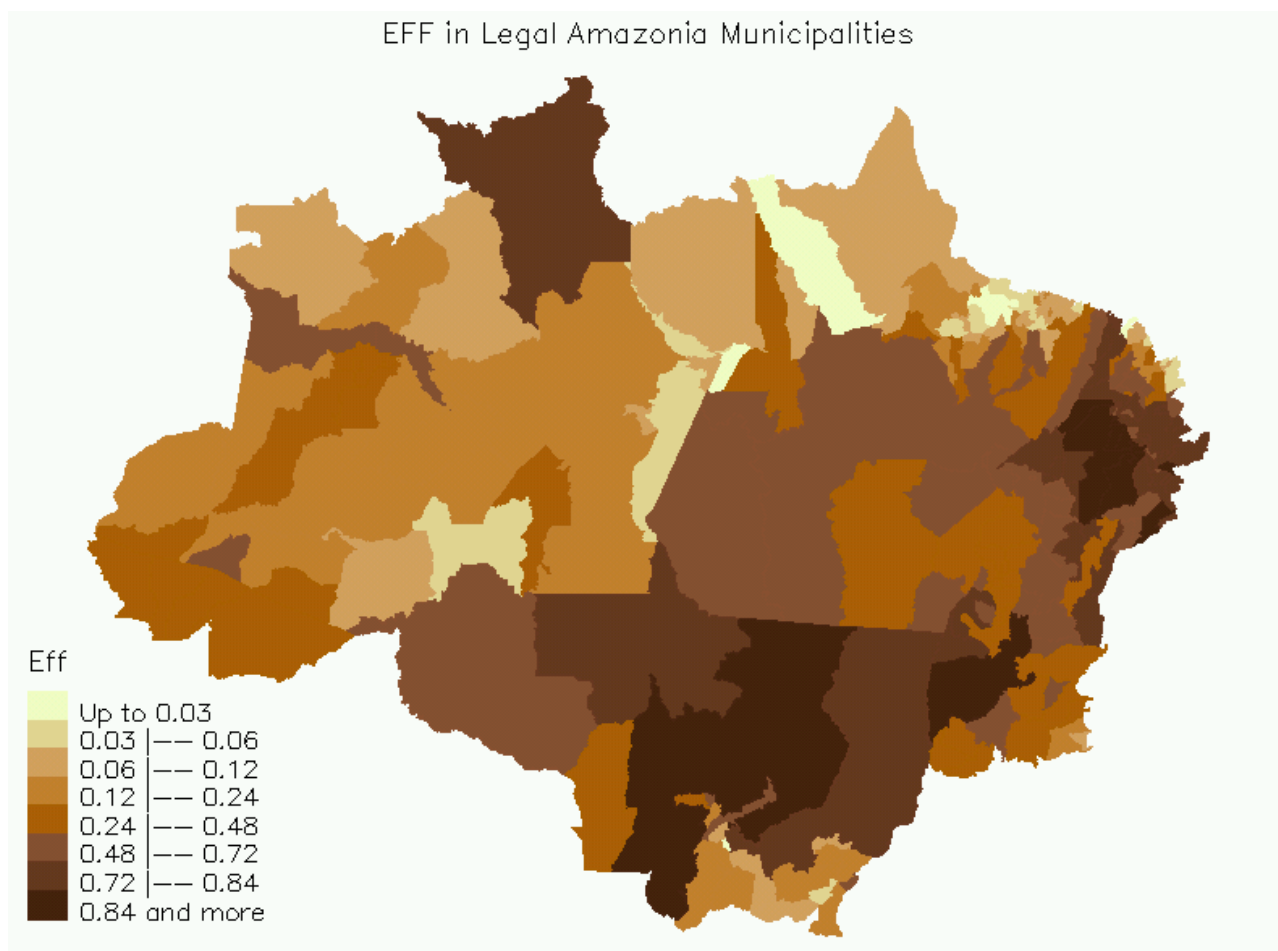 EFF in Legal Amazonia Municipalities
Eff
Up to 0.03
0.03 |-- 0.06
0.06 |-- 0.12
0.12 |-- 0.24
0.24 |-- 0.48
0.48 |-- 0.72
0.72 |-- 0.84
0.84 and more